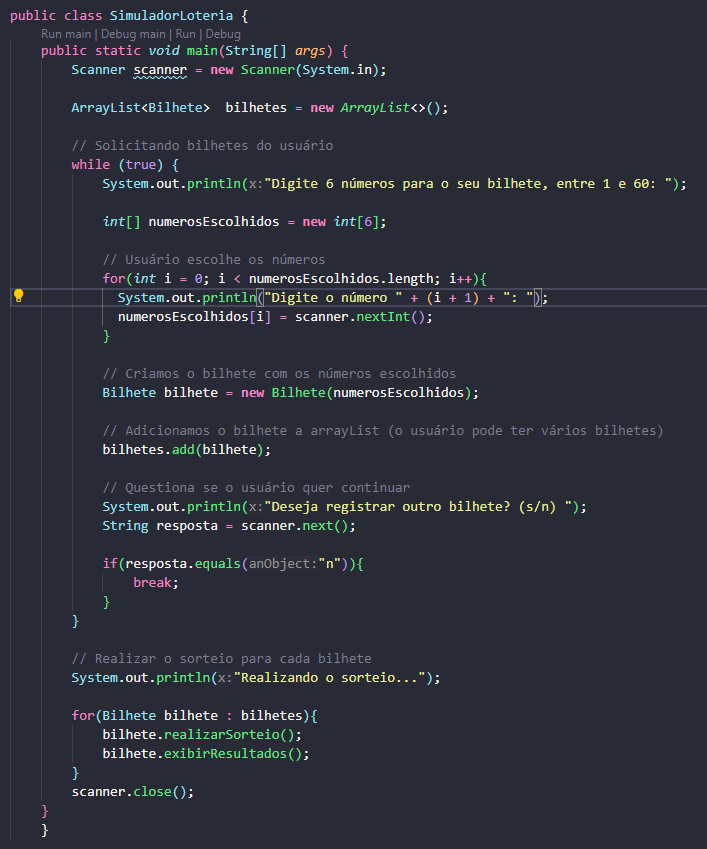 public class SimuladorLoteria {
Run main | Debug main | Run | Debug
public static void main(String[] args) {
Scanner scanner = new Scanner(System.in);
ArrayList<Bilhete>  bilhetes = new ArrayList<>();
// Solicitando bilhetes do usuário
while (true) {
System.out.println(x:"Digite 6 números para o seu bilhete, entre 1 e 60: ");
int[] numerosEscolhidos = new int[6];
// Usuário escolhe os números
for(int i = 0; i < numerosEscolhidos.length; i++){
System.out.println("Digite o número " + (i + 1) + ": ");
numerosEscolhidos[i] = scanner.nextInt();
}
// Criamos o bilhete com os números escolhidos
Bilhete bilhete = new Bilhete(numerosEscolhidos);
// Adicionamos o bilhete a arrayList (o usuário pode ter vários bilhetes)
bilhetes.add(bilhete);
// Questiona se o usuário quer continuar
System.out.println(x:"Deseja registrar outro bilhete? (s/n) ");
String resposta = scanner.next();
if(resposta.equals(anObject:"n")){
break;
}
}
// Realizar o sorteio para cada bilhete
System.out.println(x:"Realizando o sorteio...");
for(Bilhete bilhete : bilhetes){
bilhete.realizarSorteio();
bilhete.exibirResultados();
}
scanner.close();
}
}